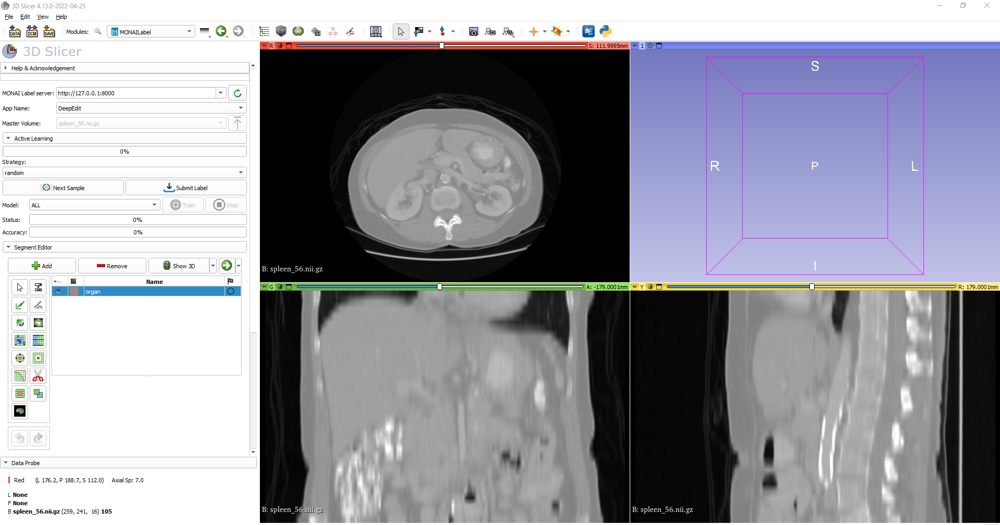 3D Slicer 4.13.0-2022-04-25
File Edit View Help
DATA DCM SAVE Modules: MONAILabel
3D Slicer
Help & Acknowledgement
MONAI Label server: http://127.0.0.1:8000
App Name: DeepEdit
Master Volume: spleen_56.nii.gz
Active Learning
0%
Strategy:
random
Next Sample Submit Label
Model: ALL Train Stop
Status: 0%
Accuracy: 0%
Segment Editor
Add Remove Show 3D
Name
organ
Data Probe
Red (L 176.2, P 188.7, S 112.0) Axial Sp: 7.0
L None
F None
B spleen_56.nii.gz (259, 241, 16) 105
R S: 111.9995mm
B: spleen_56.nii.gz
1
S
R P L
I
G A: -179.0001mm
B: spleen_56.nii.gz
Y R: 179.0001mm
B: spleen_56.nii.gz